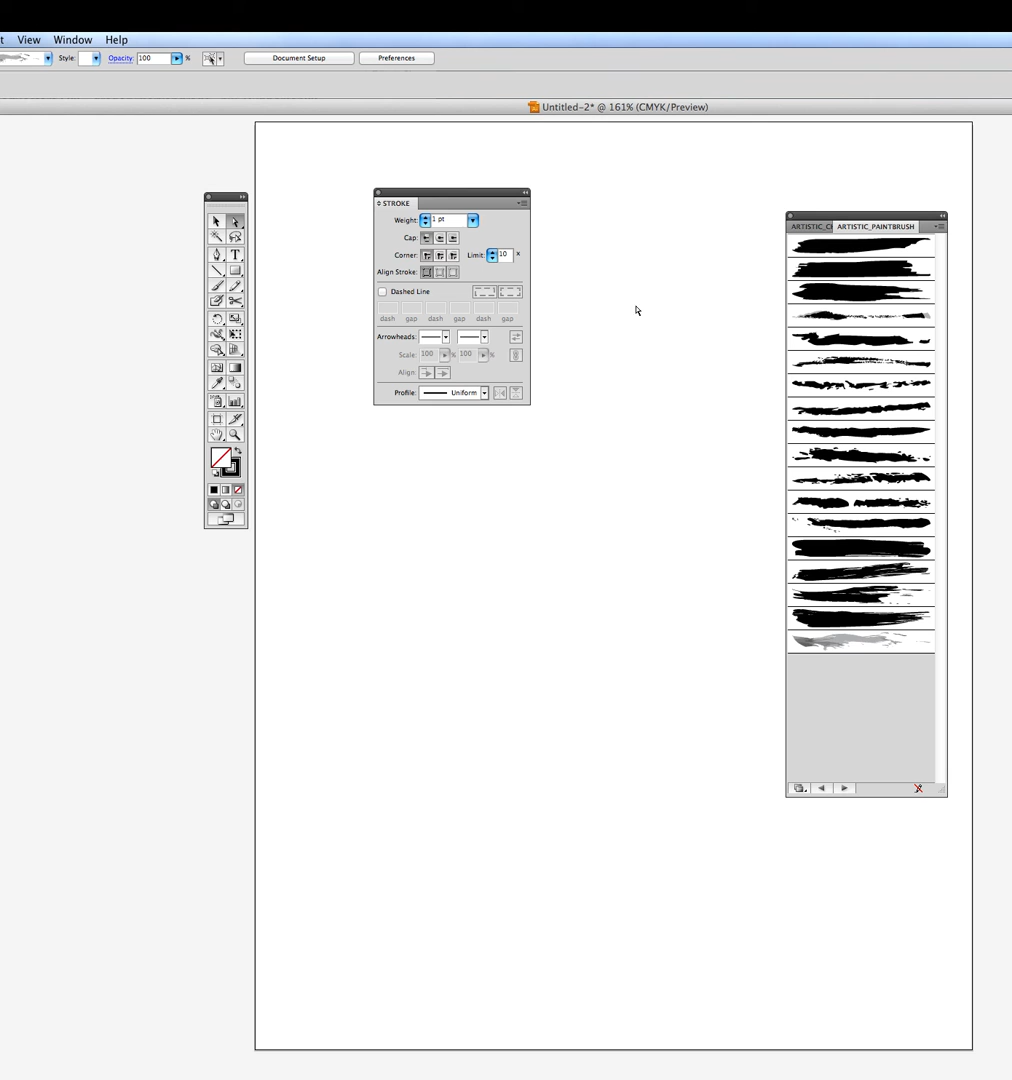 t View Window Help
Style: Opacity: 100 % Document Setup Preferences
Untitled-2* @ 161% (CMYK/Preview)
STROKE
Weight: 1 pt
Cap:
Corner: Limit: 10 x
Align Stroke:
Dashed Line
dash gap dash gap dash gap
Arrowheads:
Scale: 100 % 100 %
Align:
Profile: Uniform
ARTISTIC_C ARTISTIC_PAINTBRUSH
T